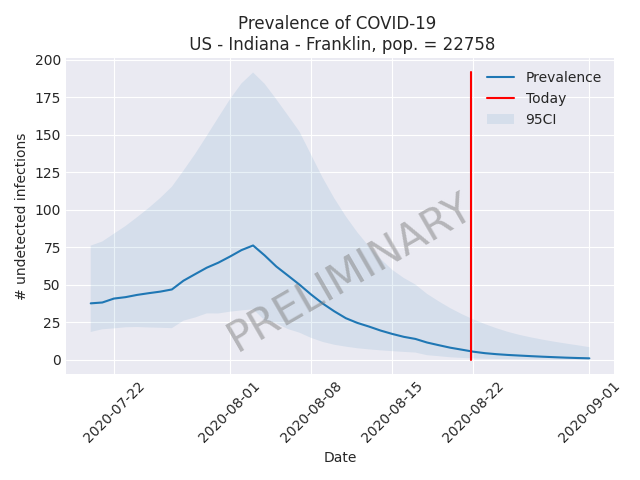 Prevalence of COVID-19
US - Indiana - Franklin, pop. = 22758
Prevalence
Today
95CI
PRELIMINARY
# undetected infections
200
175
150
125
100
75
50
25
0
2020-07-22
2020-08-01
2020-08-08
2020-08-15
2020-08-22
2020-09-01
Date